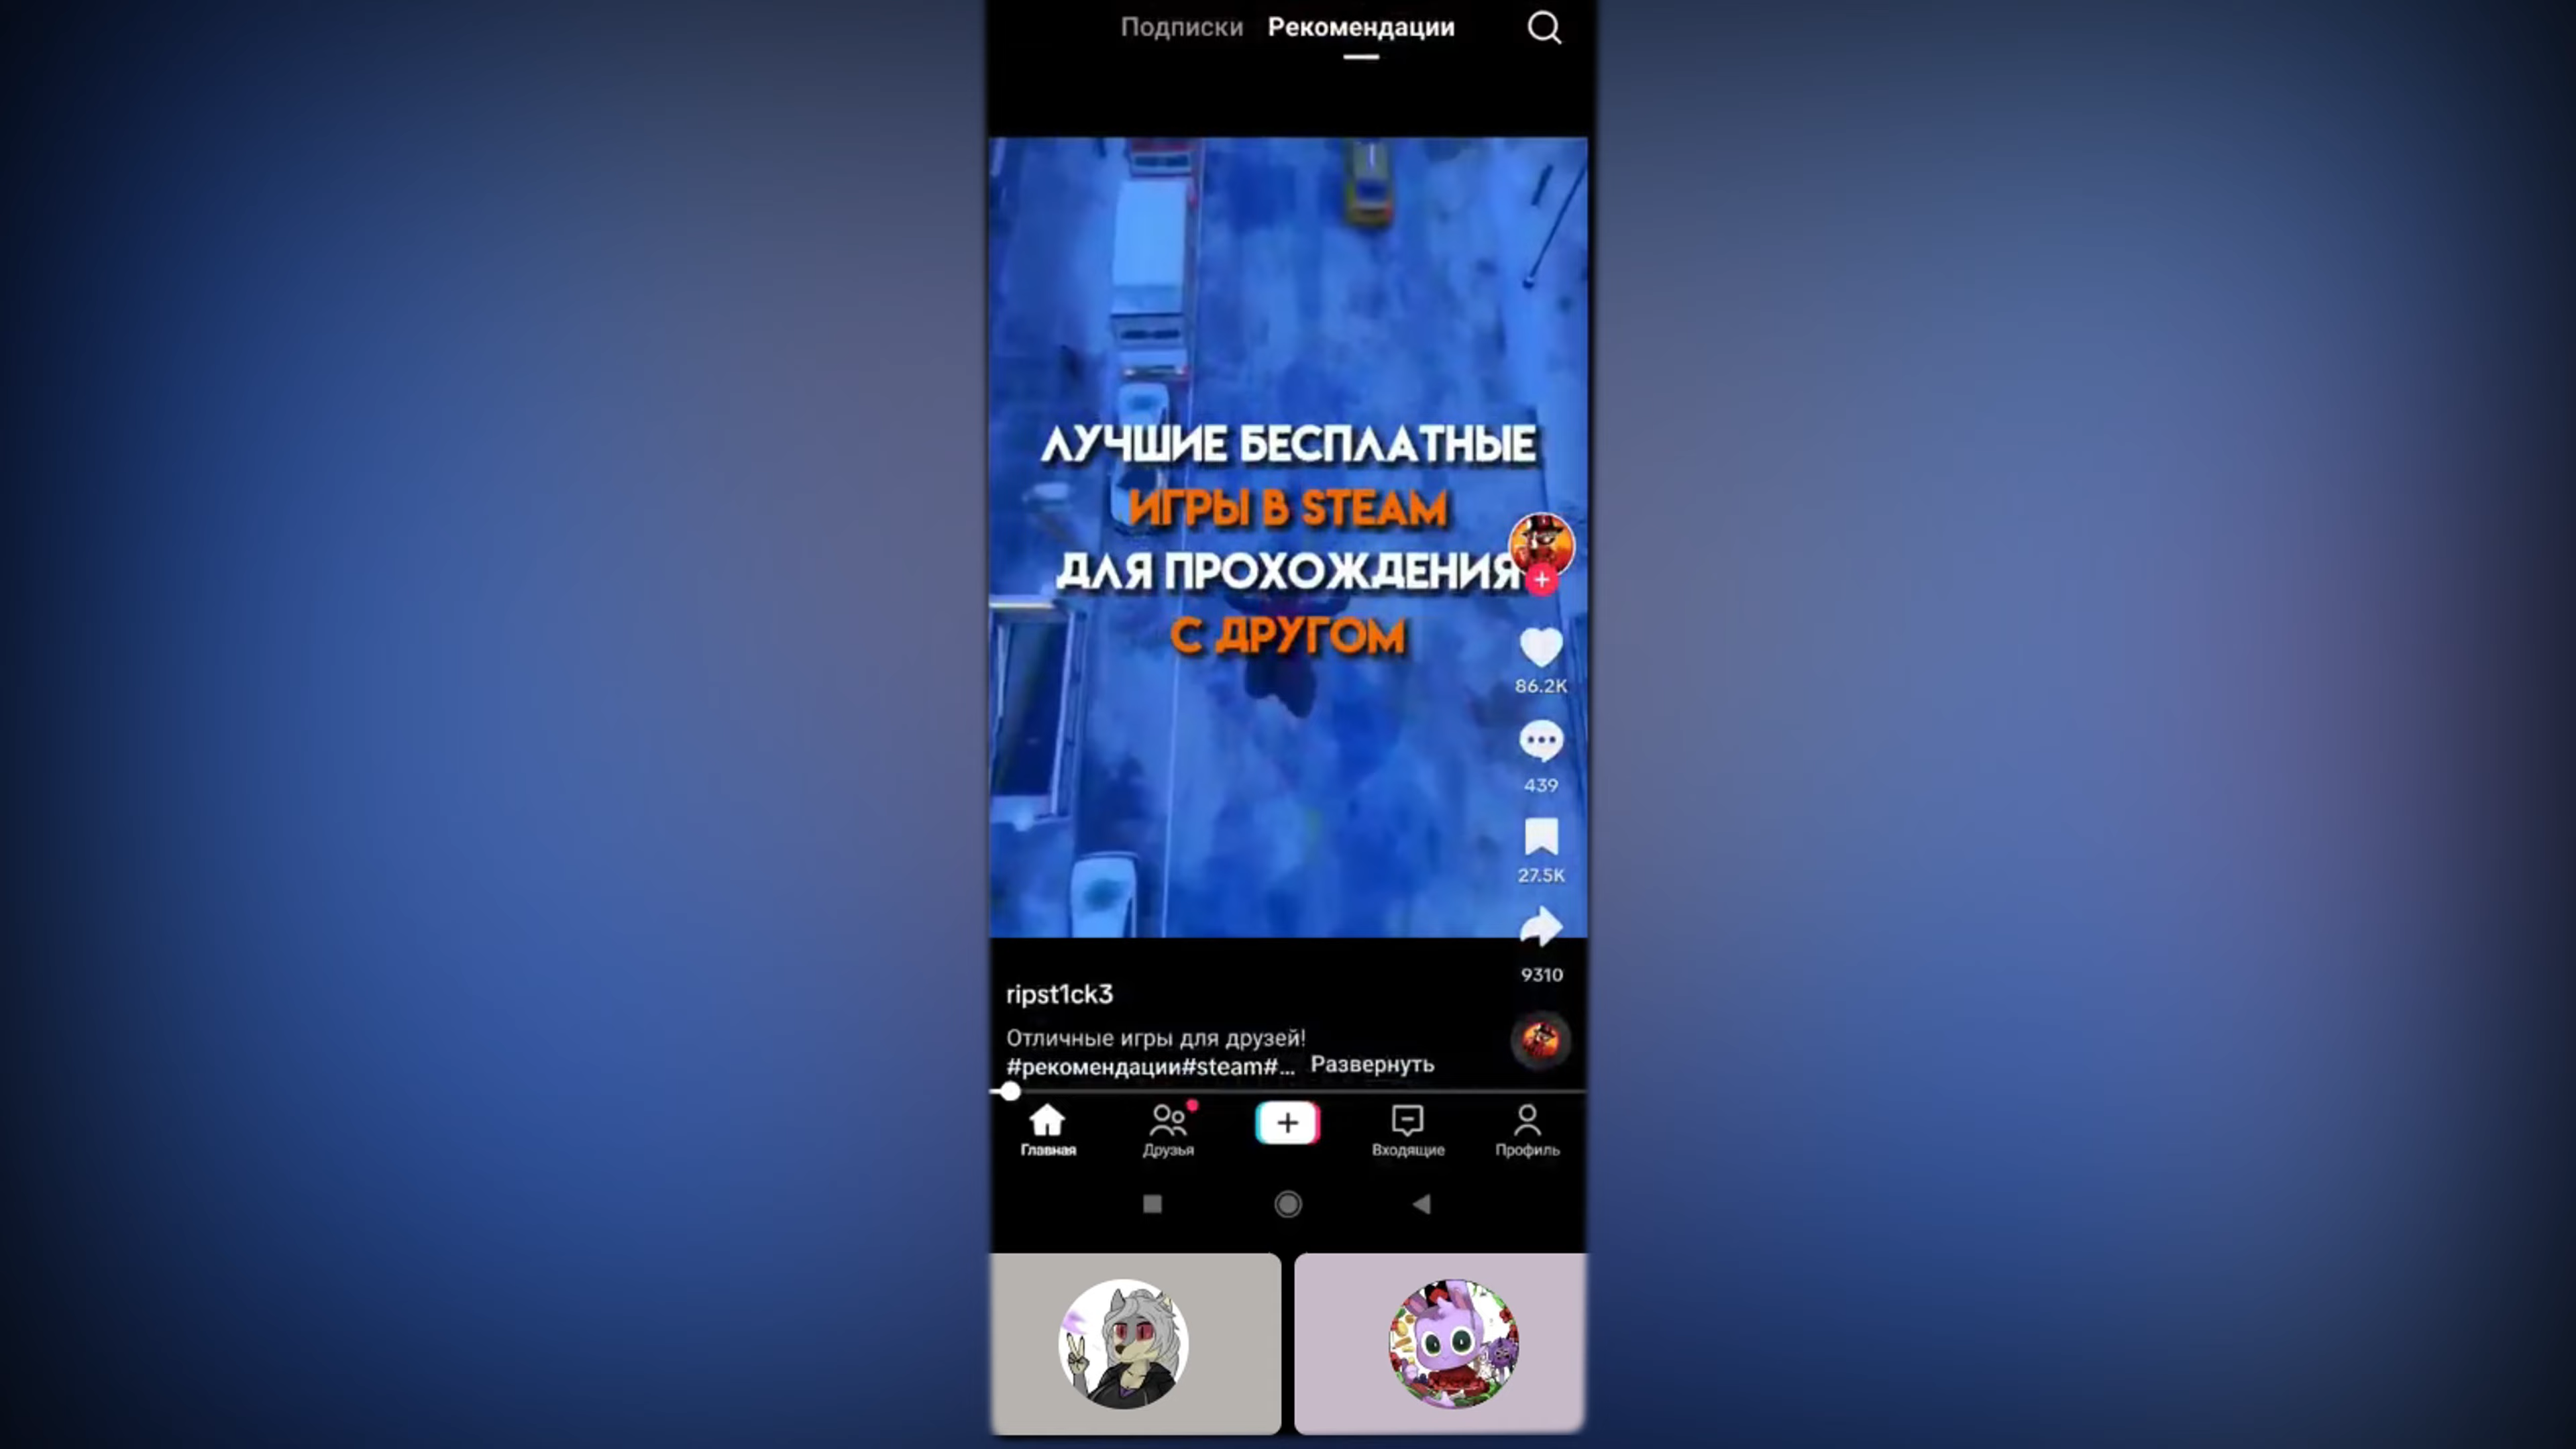 Подписки Рекомендации
ЛУЧШИЕ БЕСПЛАТНЫЕ
ИГРЫ В STEAM
ДЛЯ ПРОХОЖДЕНИЯ
С ДРУГОМ
86.2K
439
27.5K
9310
ripst1ck3
Отличные игры для друзей!
#рекомендации#steam#... Развернуть
Главная Друзья Входящие Профиль